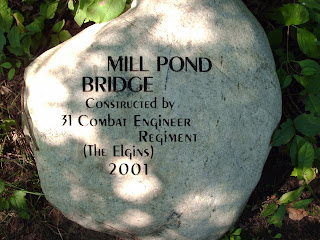 MILL POND
BRIDGE
Constructed by
31 Combat Engineer
Regiment
(The Elgins)
2001